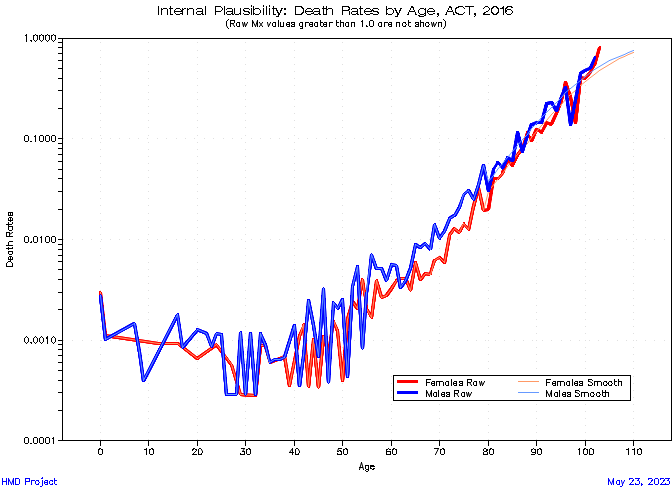 Internal Plausibility: Death Rates by Age, ACT, 2016
(Raw Mx values greater than 1.0 are not shown)
1.0000
0.1000
0.0100
0.0010
0.0001
Death Rates
0 10 20 30 40 50 60 70 80 90 100 110
Age
Females Raw
Males Raw
Females Smooth
Males Smooth
HMD Project
May 23, 2023